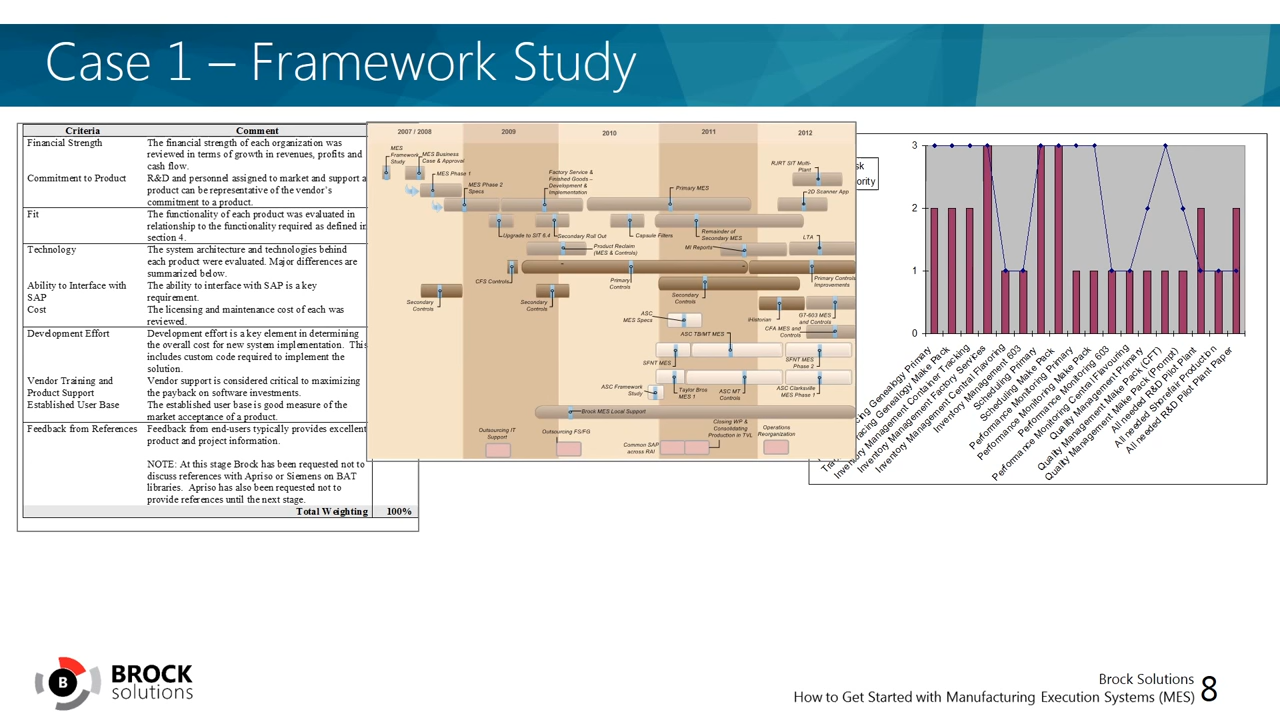 Case 1 – Framework Study
Criteria Comment
Financial Strength The financial strength of each organization was
reviewed in terms of growth in revenues, profits and
cash flow.
Commitment to Product R&D and personnel assigned to market and support a
product can be representative of the vendor's
commitment to a product.
Fit The functionality of each product was evaluated in
relationship to the functionality required as defined in
section 4.
Technology The system architecture and technologies behind
each product were evaluated. Major differences are
summarized below.
Ability to Interface with The ability to interface with SAP is a key
SAP requirement.
Cost The licensing and maintenance cost of each was
reviewed.
Development Effort Development effort is a key element in determining
the overall cost for new system implementation. This
includes custom code required to implement the
solution.
Vendor Training and Vendor support is considered critical to maximizing
Product Support the payback on software investments.
Established User Base The established user base is good measure of the
market acceptance of a product.
Feedback from References Feedback from end-users typically provides excellent
product and project information.
NOTE: At this stage Brock has been requested not to
discuss references with Apriso or Siemens on BAT
libraries. Apriso has also been requested not to
provide references until the next stage.
Total Weighting 100%
2007 / 2008 2009 2010 2011 2012
MES
Framework
Study
MES Business
Case & Approval
MES Phase 1
MES Phase 2
Specs
Factory Service &
Finished Goods –
Development &
Implementation
Primary MES
RJRT SIT Multi-
Plant
2D Scanner App
Upgrade to SIT 6.4
Secondary Roll Out
Capsule Filters
Remainder of
Secondary MES
Product Reclaim
(MES & Controls)
MI Reports
LTA
CFS Controls
Primary
Controls
Primary Controls
Improvements
Secondary
Controls
Secondary
Controls
Secondary
Controls
iHistorian
G7-603 MES
and Controls
ASC
MES Specs
CFA MES and
Controls
ASC TB/MT MES
SFNT MES
SFNT MES
Phase 2
ASC Framework
Study
Taylor Bros
MES 1
ASC MT
Controls
ASC Clarksville
MES Phase 1
Brock MES Local Support
Outsourcing IT
Support
Outsourcing FS/FG
Common SAP
across RAI
Closing WP &
Consolidating
Production in TVL
Operations
Reorganization
sk
ority
3
2
1
0
ng Genealogy Primary
acing Genealogy Make Pack
Inventory Management Container Tracking
Inventory Management Factory Services
Inventory Management Central Flavoring
Inventory Management 603
Scheduling Primary
Scheduling Make Pack
Performance Monitoring Primary
Performance Monitoring Make Pack
Performance Monitoring 603
Performance Monitoring Central Flavouring
Quality Management Primary
Quality Management Make Pack (CFT)
Quality Management Make Pack (Prompt)
All needed R&D Pilot Plant
All needed Storefair Production
All needed R&D Pilot Plant Paper
B
BROCK
solutions
Brock Solutions
How to Get Started with Manufacturing Execution Systems (MES) 8